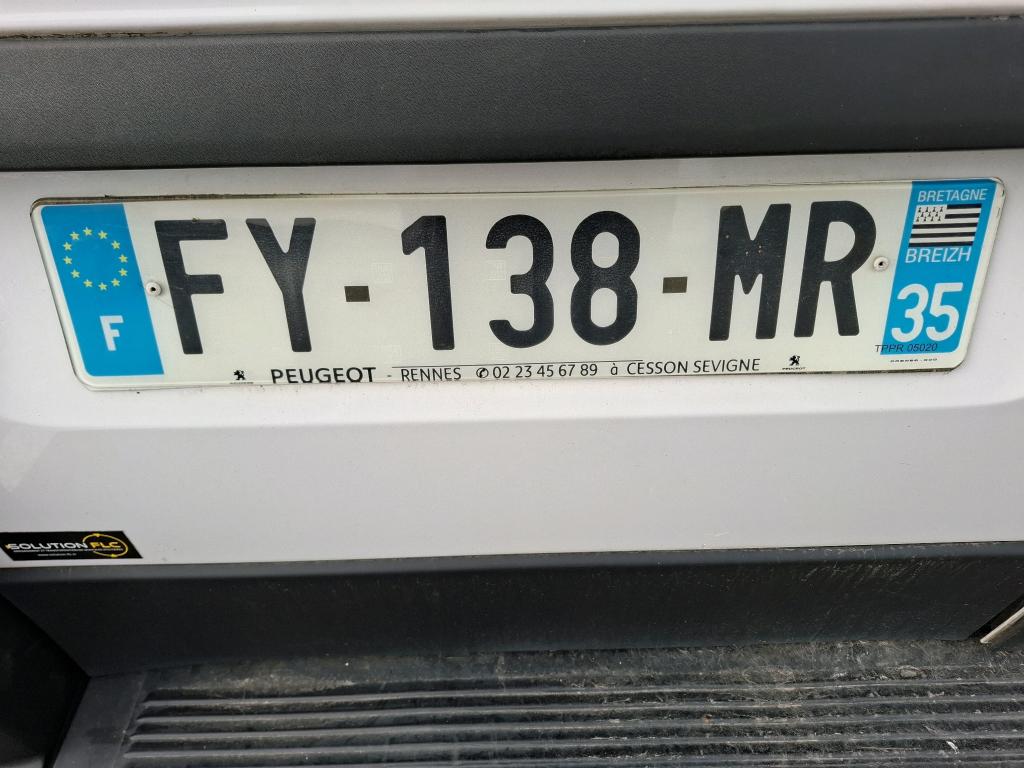 BRETAGNE
FY-138-MR
BREIZH
F
35
TPPR 05020
PEUGEOT - RENNES ✆ 02 23 45 67 89 à CESSON SEVIGNE
PEUGEOT
SOLUTION FLC